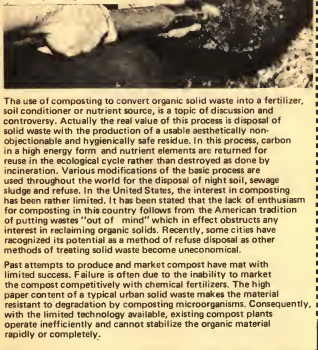 Tha use of composting to convert organic solid waste into a fertilizer,
soil conditioner or nutrient source, is a topic of discussion and
controversy. Actually the real value of this process is disposal of
solid waste with the production of a usable aesthetically non-
objectionable and hygienically safe residue. In this process, carbon
in a high energy form and nutrient elements are returned for
reuse in the ecological cycle rather than destroyed as done by
incineration. Various modifications of the basic process are
used throughout the world for the disposal of night soil, sewage
sludge and refuse. In the United States, the interest in composting
has been rather limited. It has been stated that the lack of enthusiasm
for composting in this country follows from the American tradition
of putting wastes "out of mind" which in effect obstructs any
interest in reclaiming organic solids. Recently, some cities have
recognized its potential as a method of refuse disposal as other
methods of treating solid waste become uneconomical.
Past attempts to produce and market compost have mat with
limited success. Failure is often due to the inability to market
the compost competitively with chemical fertilizers. The high
paper content of a typical urban solid waste makes the material
resistant to degradation by composting microorganisms. Consequently,
with the limited technology available, existing compost plants
operate inefficiently and cannot stabilize the organic material
rapidly or completely.